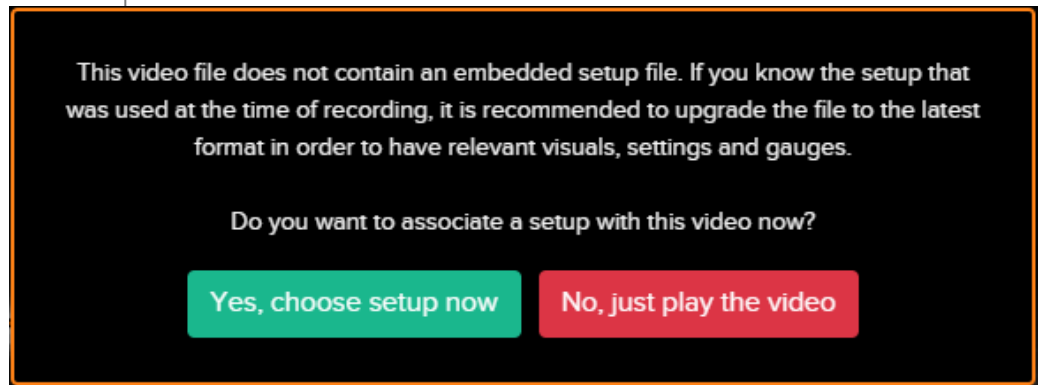 This video file does not contain an embedded setup file. If you know the setup that
was used at the time of recording, it is recommended to upgrade the file to the latest
format in order to have relevant visuals, settings and gauges.
Do you want to associate a setup with this video now?
Yes, choose setup now
No, just play the video